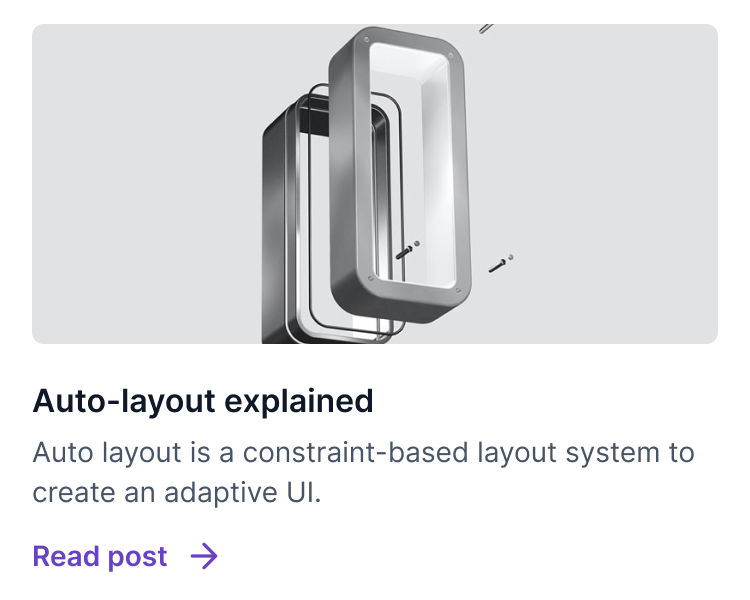 Auto-layout explained
Auto layout is a constraint-based layout system to
create an adaptive UI.
Read post